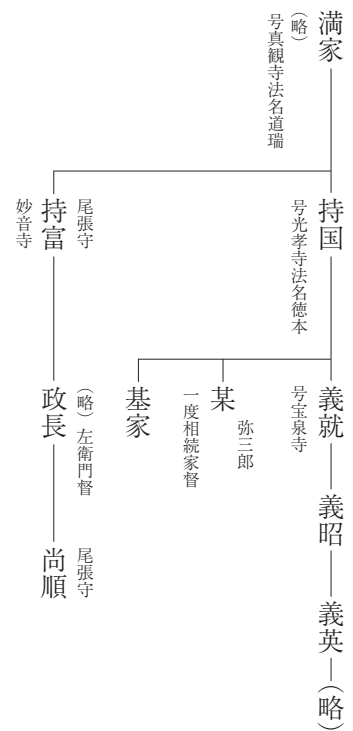 満家
(略)
号真観寺法名道瑞
持国
号光孝寺法名徳本
義就
号宝泉寺
義昭
義英
(略)
弥三郎
某
一度相続家督
基家
尾張守
持富
妙音寺
(略)左衛門督
政長
尾張守
尚順